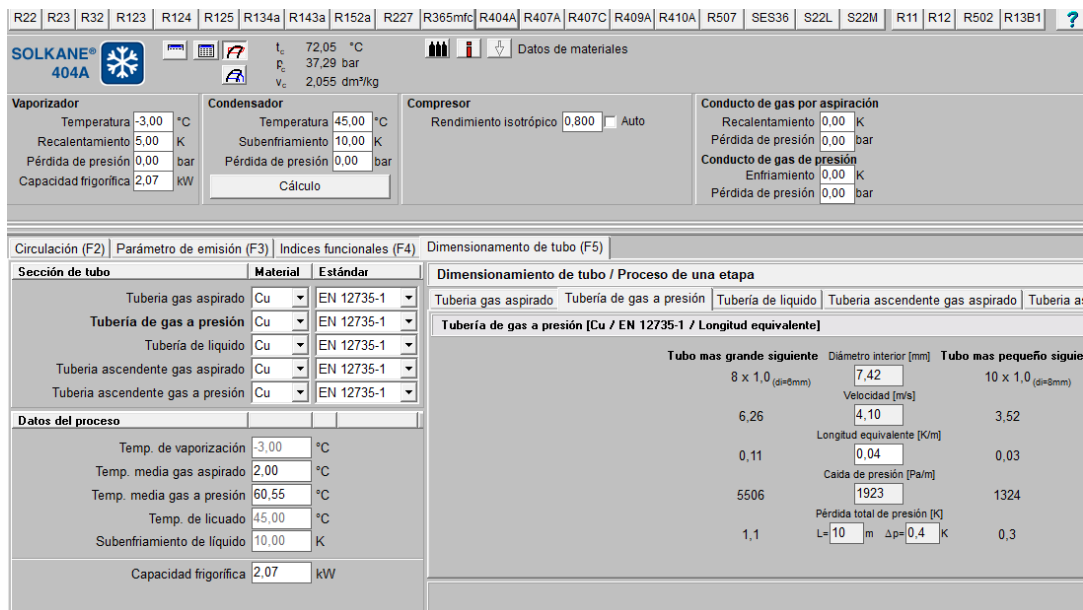 R22 R23 R32 R123 R124 R125 R134a R143a R152a R227 R365mfc R404A R407A R407C R409A R410A R507 SES36 S22L S22M R11 R12 R502 R13B1 ?
SOLKANE® 404A
tc 72,05 °C
pc 37,29 bar
vc 2,055 dm³/kg
Datos de materiales
Vaporizador
Temperatura -3,00 °C
Recalentamiento 5,00 K
Pérdida de presión 0,00 bar
Capacidad frigorífica 2,07 kW
Condensador
Temperatura 45,00 °C
Subenfriamiento 10,00 K
Pérdida de presión 0,00 bar
Cálculo
Compresor
Rendimiento isotrópico 0,800 Auto
Conducto de gas por aspiración
Recalentamiento 0,00 K
Pérdida de presión 0,00 bar
Conducto de gas de presión
Enfriamiento 0,00 K
Pérdida de presión 0,00 bar
Circulación (F2) Parámetro de emisión (F3) Indices funcionales (F4) Dimensionamento de tubo (F5)
Sección de tubo Material Estándar
Tuberia gas aspirado Cu EN 12735-1
Tubería de gas a presión Cu EN 12735-1
Tubería de liquido Cu EN 12735-1
Tuberia ascendente gas aspirado Cu EN 12735-1
Tuberia ascendente gas a presión Cu EN 12735-1
Datos del proceso
Temp. de vaporización -3,00 °C
Temp. media gas aspirado 2,00 °C
Temp. media gas a presión 60,55 °C
Temp. de licuado 45,00 °C
Subenfriamiento de líquido 10,00 K
Capacidad frigorífica 2,07 kW
Dimensionamiento de tubo / Proceso de una etapa
Tuberia gas aspirado Tubería de gas a presión Tubería de liquido Tuberia ascendente gas aspirado Tuberia a
Tubería de gas a presión [Cu / EN 12735-1 / Longitud equivalente]
Tubo mas grande siguiente Diámetro interior [mm] Tubo mas pequeño siguie
8 x 1,0 (di=6mm) 7,42 10 x 1,0 (di=8mm)
Velocidad [m/s]
6,26 4,10 3,52
Longitud equivalente [K/m]
0,11 0,04 0,03
Caida de presión [Pa/m]
5506 1923 1324
Pérdida total de presión [K]
1,1 L= 10 m Δp= 0,4 K 0,3